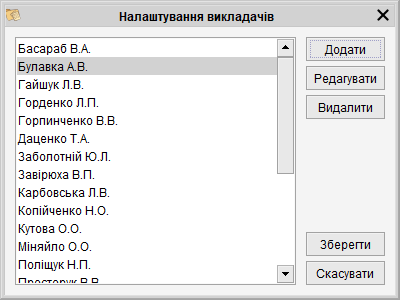 Налаштування викладачів
Басараб В.А.
Булавка А.В.
Гайшук Л.В.
Горденко Л.П.
Горпинченко В.В.
Даценко Т.А.
Заболотній Ю.Л.
Завірюха В.П.
Карбовська Л.В.
Копійченко Н.О.
Кутова О.О.
Міняйло О.О.
Поліщук Н.П.
Просторук В.В.
Додати
Редагувати
Видалити
Зберегти
Скасувати